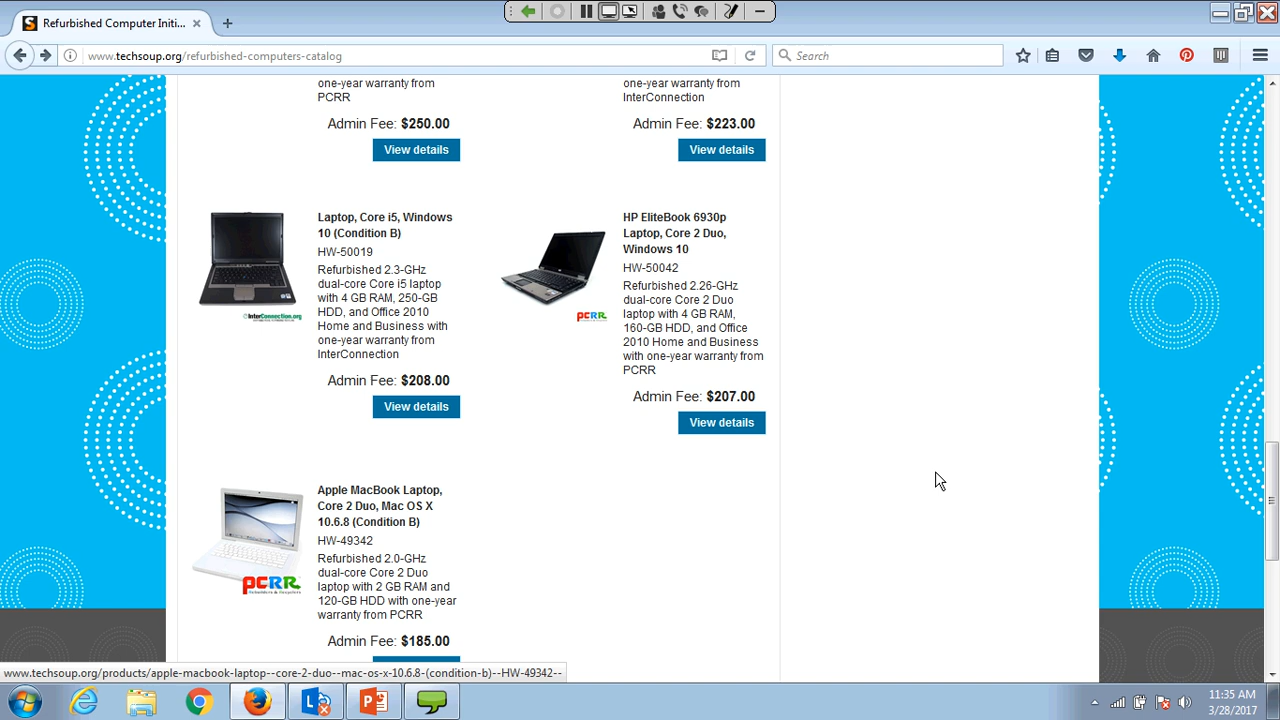 Refurbished Computer Initi...
www.techsoup.org/refurbished-computers-catalog
Search
one-year warranty from
PCRR
Admin Fee: $250.00
View details
one-year warranty from
InterConnection
Admin Fee: $223.00
View details
Laptop, Core i5, Windows
10 (Condition B)
HW-50019
Refurbished 2.3-GHz
dual-core Core i5 laptop
with 4 GB RAM, 250-GB
HDD, and Office 2010
Home and Business with
one-year warranty from
InterConnection
Admin Fee: $208.00
View details
InterConnection.org
HP EliteBook 6930p
Laptop, Core 2 Duo,
Windows 10
HW-50042
Refurbished 2.26-GHz
dual-core Core 2 Duo
laptop with 4 GB RAM,
160-GB HDD, and Office
2010 Home and Business
with one-year warranty from
PCRR
Admin Fee: $207.00
View details
PCRR
Apple MacBook Laptop,
Core 2 Duo, Mac OS X
10.6.8 (Condition B)
HW-49342
Refurbished 2.0-GHz
dual-core Core 2 Duo
laptop with 2 GB RAM and
120-GB HDD with one-year
warranty from PCRR
Admin Fee: $185.00
PCRR
www.techsoup.org/products/apple-macbook-laptop--core-2-duo--mac-os-x-10.6.8-(condition-b)--HW-49342--
11:35 AM
3/28/2017